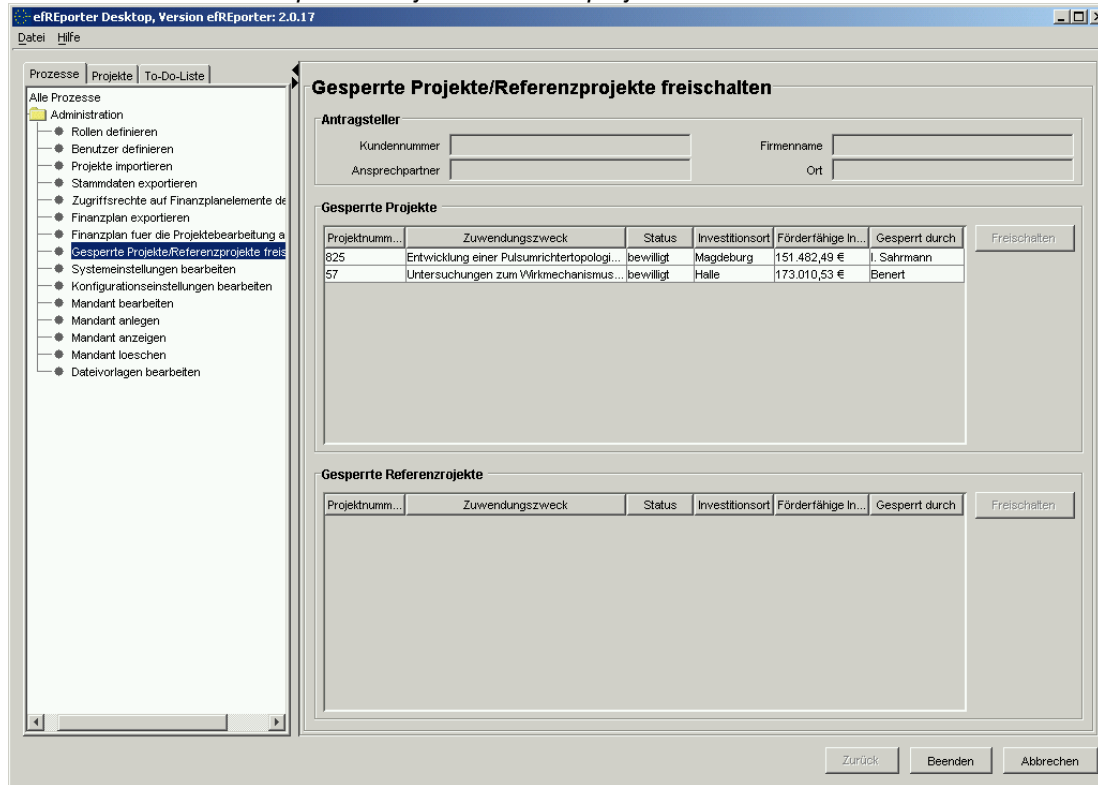 efREporter Desktop, Version efREporter: 2.0.17
Datei Hilfe
Prozesse Projekte To-Do-Liste
Alle Prozesse
Administration
Rollen definieren
Benutzer definieren
Projekte importieren
Stammdaten exportieren
Zugriffsrechte auf Finanzplanelemente de
Finanzplan exportieren
Finanzplan fuer die Projektebearbeitung a
Gesperrte Projekte/Referenzprojekte freis
Systemeinstellungen bearbeiten
Konfigurationseinstellungen bearbeiten
Mandant bearbeiten
Mandant anlegen
Mandant anzeigen
Mandant loeschen
Dateivorlagen bearbeiten
Gesperrte Projekte/Referenzprojekte freischalten
Antragsteller
Kundennummer Firmenname
Ansprechpartner Ort
Gesperrte Projekte
Projektnumm... Zuwendungszweck Status Investitionsort Förderfähige In... Gesperrt durch Freischalten
825 Entwicklung einer Pulsumrichtertopologi... bewilligt Magdeburg 151.482,49 € I. Sahrmann
57 Untersuchungen zum Wirkmechanismus... bewilligt Halle 173.010,53 € Benert
Gesperrte Referenzrojekte
Projektnumm... Zuwendungszweck Status Investitionsort Förderfähige In... Gesperrt durch Freischalten
Zurück Beenden Abbrechen